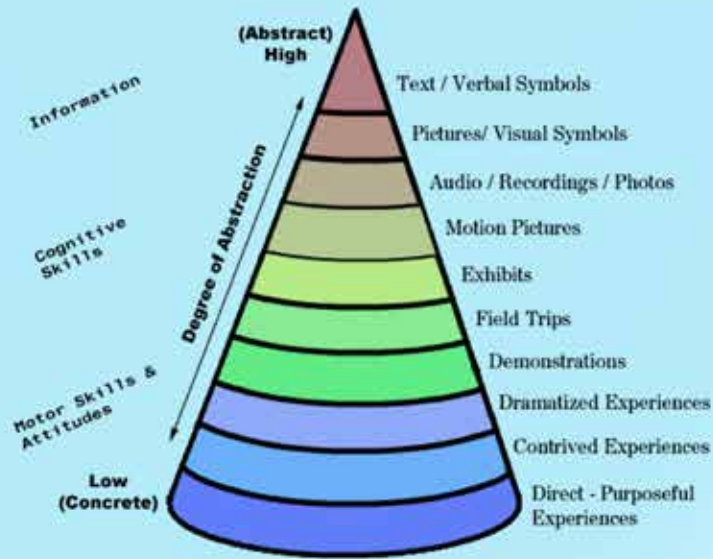 (Abstract)
High
Information
Text / Verbal Symbols
Pictures/ Visual Symbols
Audio / Recordings / Photos
Cognitive
Skills
Degree of Abstraction
Motion Pictures
Exhibits
Field Trips
Demonstrations
Motor Skills &
Attitudes
Dramatized Experiences
Contrived Experiences
Low
(Concrete)
Direct - Purposeful
Experiences